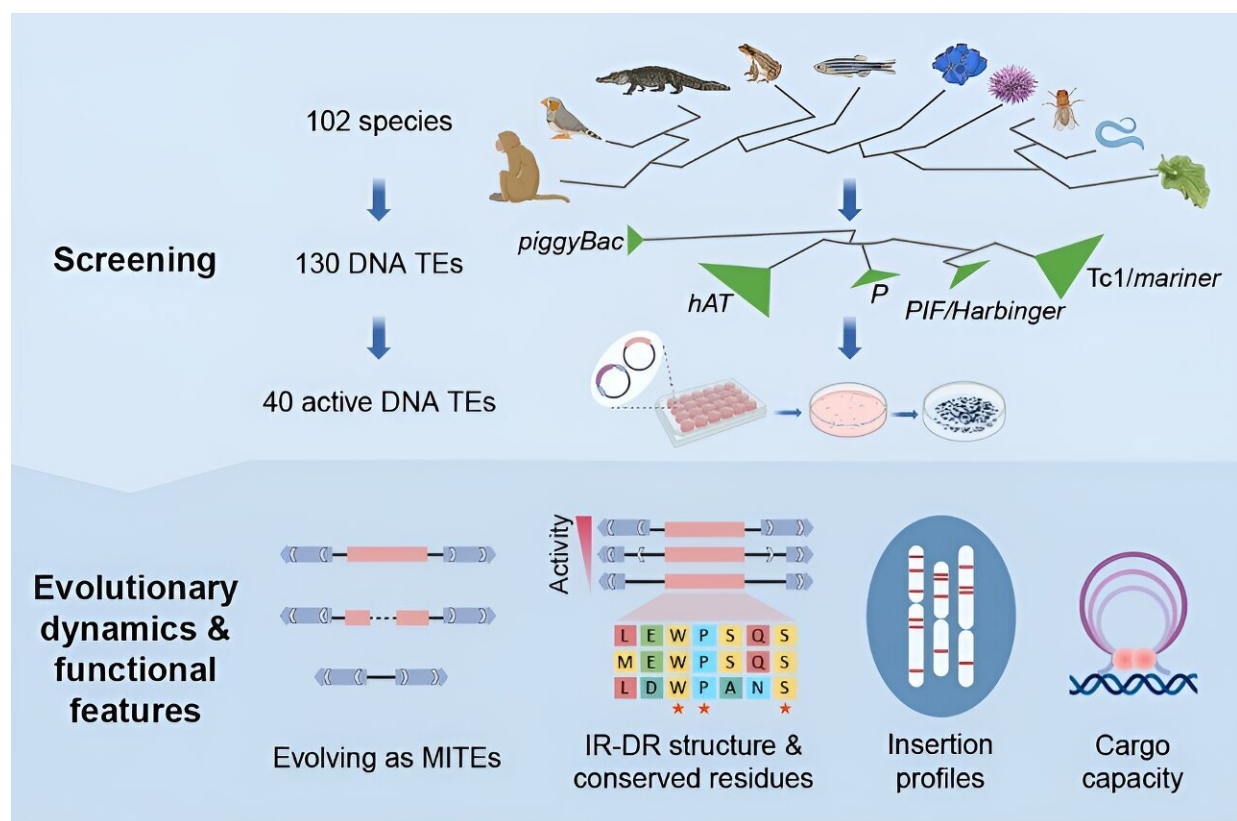 102 species
Screening
130 DNA TEs
40 active DNA TEs
piggyBac
hAT
P
PIF/Harbinger
Tc1/mariner
Evolutionary
dynamics &
functional
features
Evolving as MITEs
Activity
L E W P S Q S
M E W P S Q S
L D W P A N S
IR-DR structure &
conserved residues
Insertion
profiles
Cargo
capacity